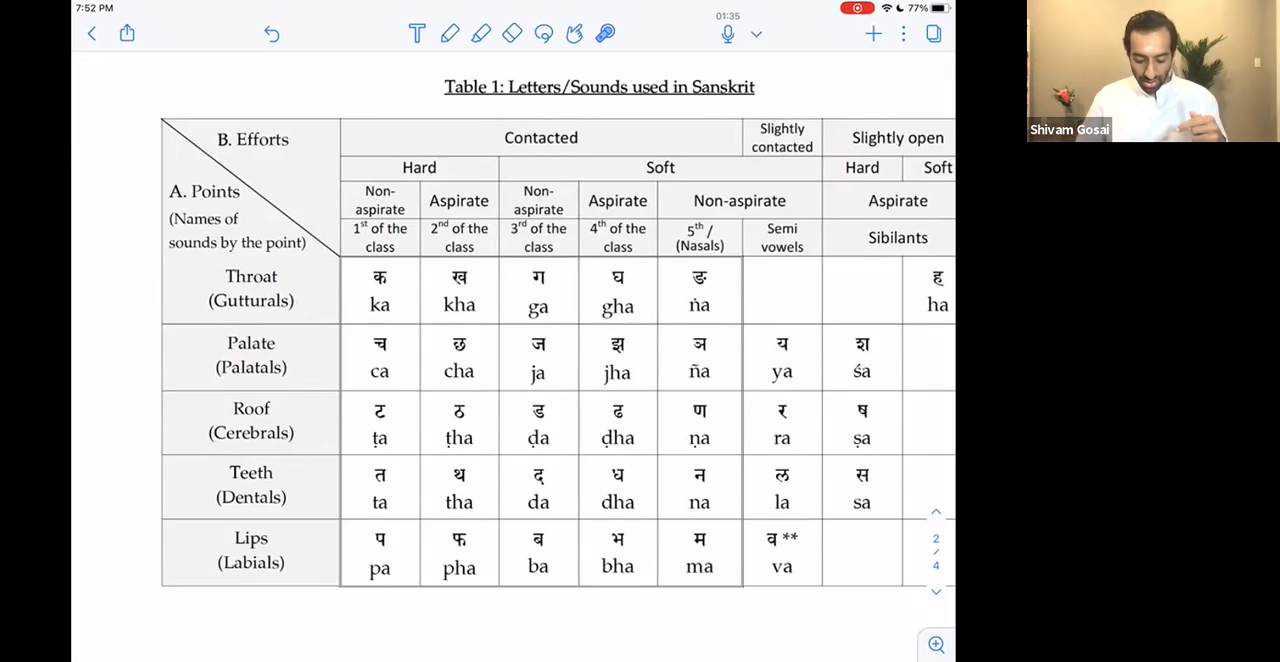 7:52 PM
77%
01:35
Table 1: Letters/Sounds used in Sanskrit
B. Efforts
A. Points
(Names of
sounds by the point)
Contacted
Slightly
contacted
Slightly open
Hard
Soft
Hard
Soft
Non-
aspirate
Aspirate
Non-
aspirate
Aspirate
Non-aspirate
Aspirate
1st of the
class
2nd of the
class
3rd of the
class
4th of the
class
5th /
(Nasals)
Semi
vowels
Sibilants
Throat
(Gutturals)
क ख ग घ ङ ह्
ka kha ga gha ṅa ha
Palate
(Palatals)
च छ ज झ ञ य श
ca cha ja jha ña ya śa
Roof
(Cerebrals)
ट ठ ड ढ ण र ष
ṭa ṭha ḍa ḍha ṇa ra ṣa
Teeth
(Dentals)
त थ द ध न ल स
ta tha da dha na la sa
Lips
(Labials)
प फ ब भ म व **
pa pha ba bha ma va
2
/
4
Shivam Gosai